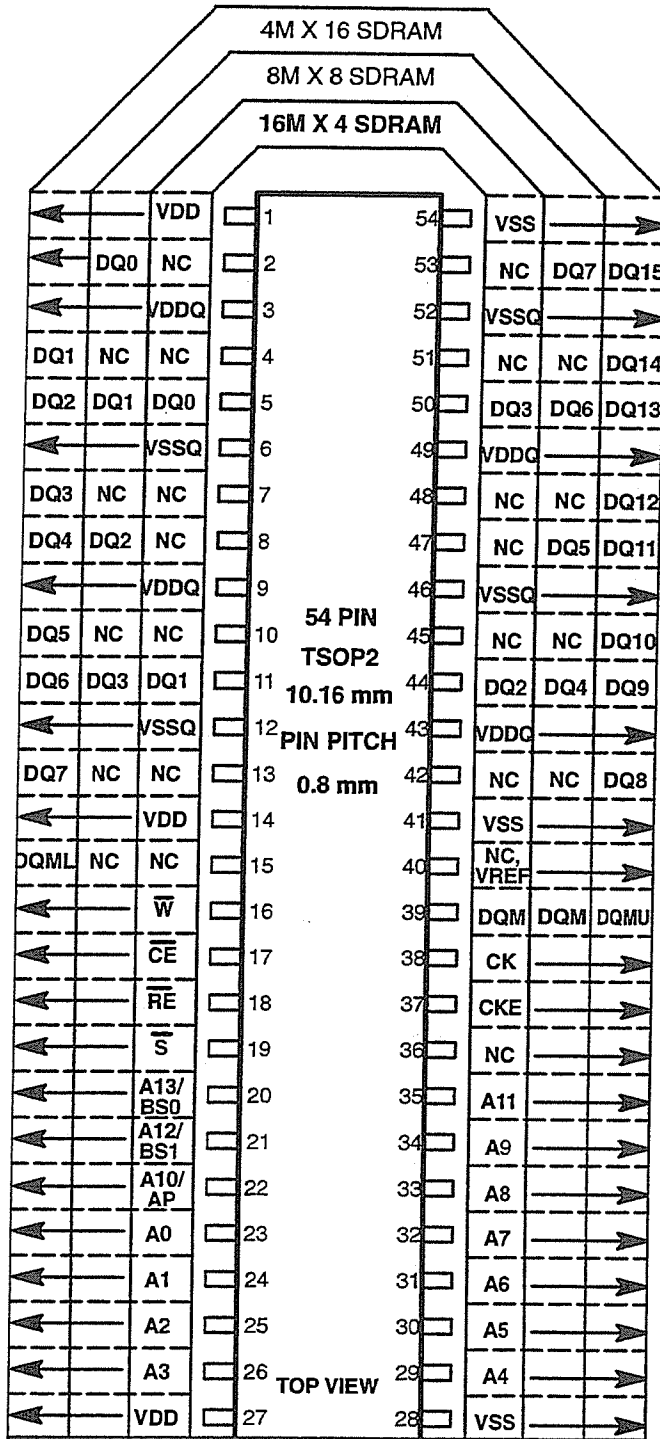 4M X 16 SDRAM
8M X 8 SDRAM
16M X 4 SDRAM
VDD 1 54 VSS
DQ0 NC 2 53 NC DQ7 DQ15
VDDQ 3 52 VSSQ
DQ1 NC NC 4 51 NC NC DQ14
DQ2 DQ1 DQ0 5 50 DQ3 DQ6 DQ13
VSSQ 6 49 VDDQ
DQ3 NC NC 7 48 NC NC DQ12
DQ4 DQ2 NC 8 47 NC DQ5 DQ11
VDDQ 9 46 VSSQ
54 PIN
DQ5 NC NC 10 45 NC NC DQ10
TSOP2
DQ6 DQ3 DQ1 11 44 DQ2 DQ4 DQ9
10.16 mm
VSSQ 12 43 VDDQ
PIN PITCH
DQ7 NC NC 13 42 NC NC DQ8
0.8 mm
VDD 14 41 VSS
DQML NC NC 15 40 NC, VREF
W̅ 16 39 DQM DQM DQMU
C̅E̅ 17 38 CK
R̅E̅ 18 37 CKE
S̅ 19 36 NC
A13/ BS0 20 35 A11
A12/ BS1 21 34 A9
A10/ AP 22 33 A8
A0 23 32 A7
A1 24 31 A6
A2 25 30 A5
A3 26 29 A4
TOP VIEW
VDD 27 28 VSS